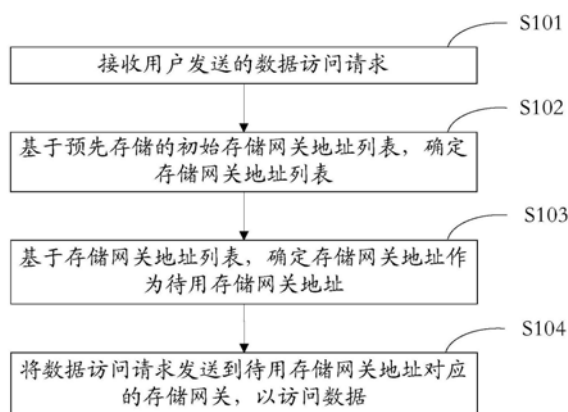 S101
接收用户发送的数据访问请求
S102
基于预先存储的初始存储网关地址列表，确定
存储网关地址列表
S103
基于存储网关地址列表，确定存储网关地址作
为待用存储网关地址
S104
将数据访问请求发送到待用存储网关地址对应
的存储网关，以访问数据